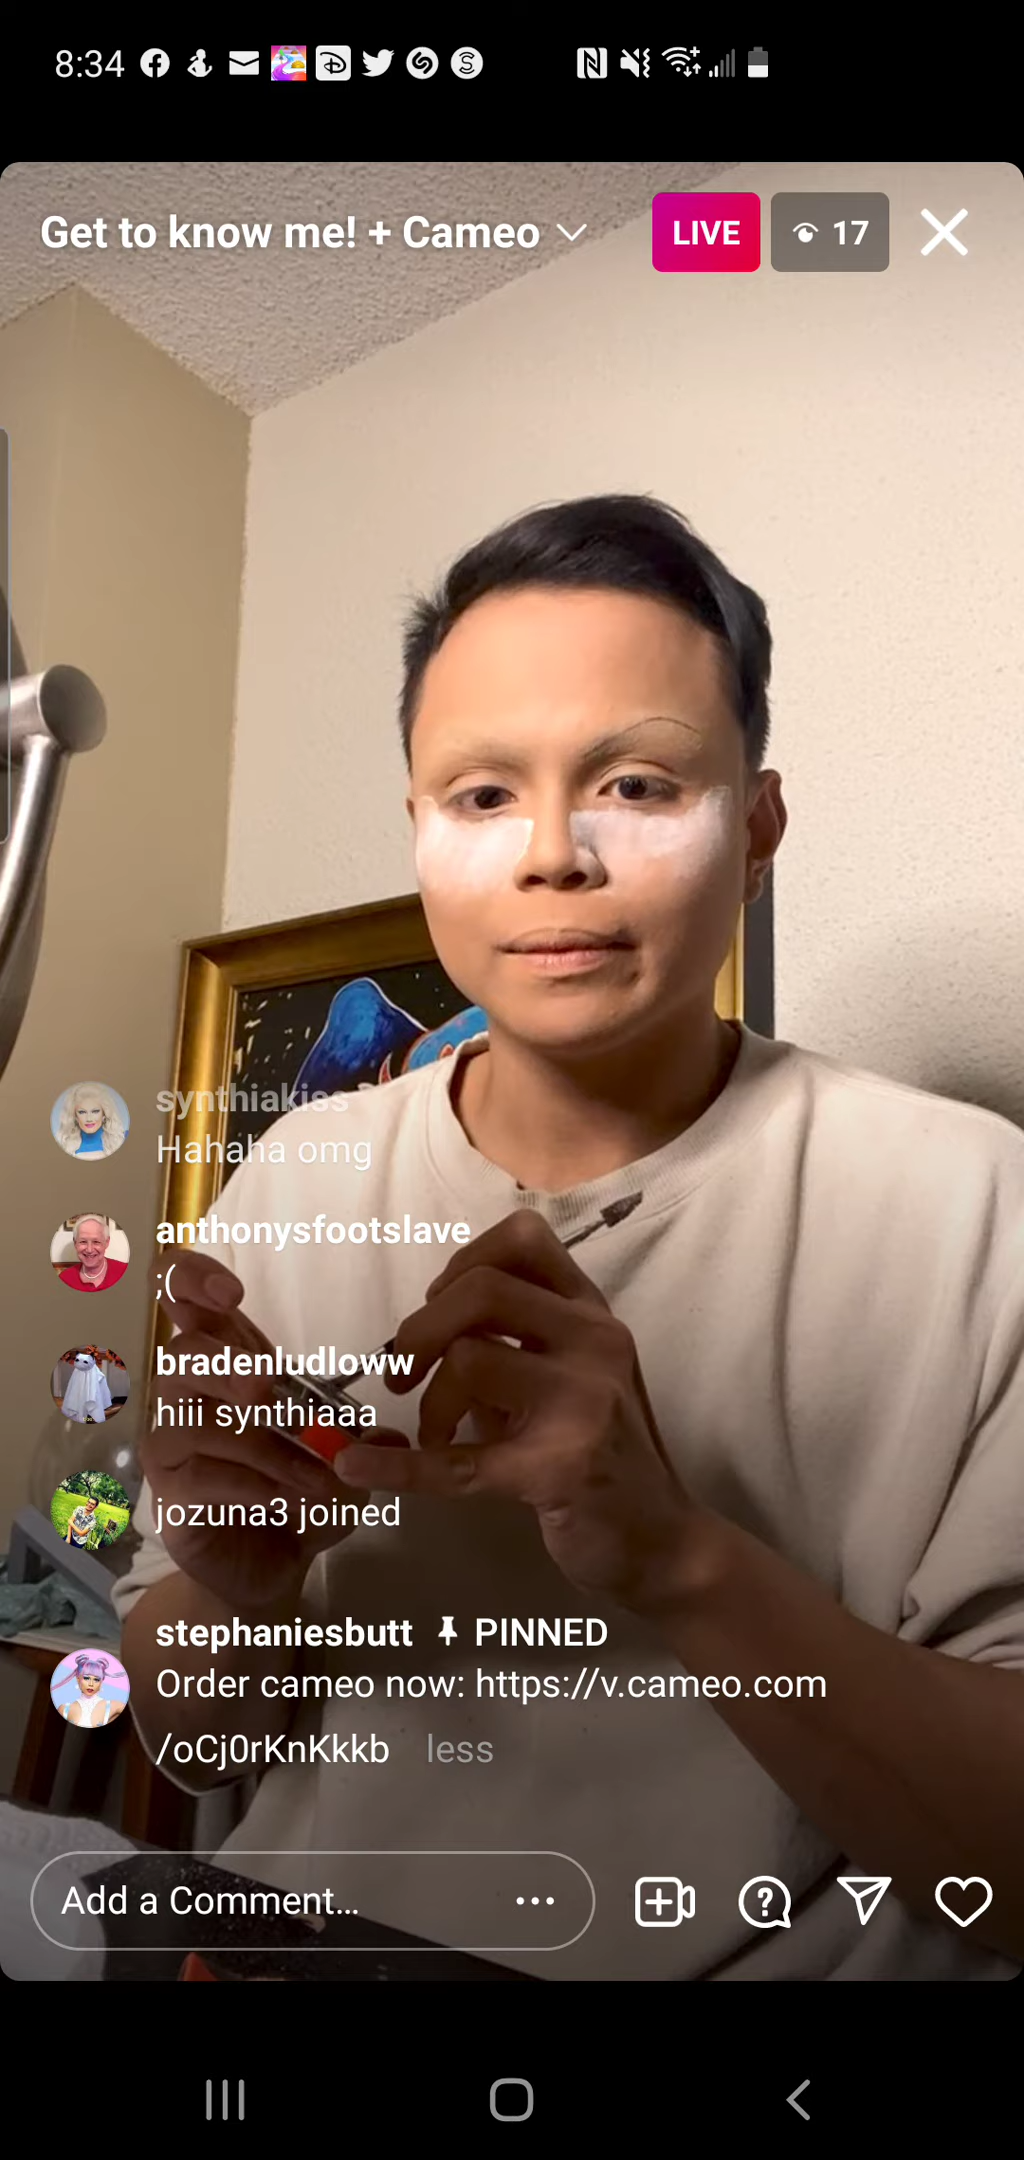 8:34
Get to know me! + Cameo
LIVE
17
synthiakiss
Hahaha omg
anthonysfootslave
;(
bradenludloww
hiii synthiaaa
jozuna3 joined
stephaniesbutt PINNED
Order cameo now: https://v.cameo.com
/oCj0rKnKkkb less
Add a Comment...